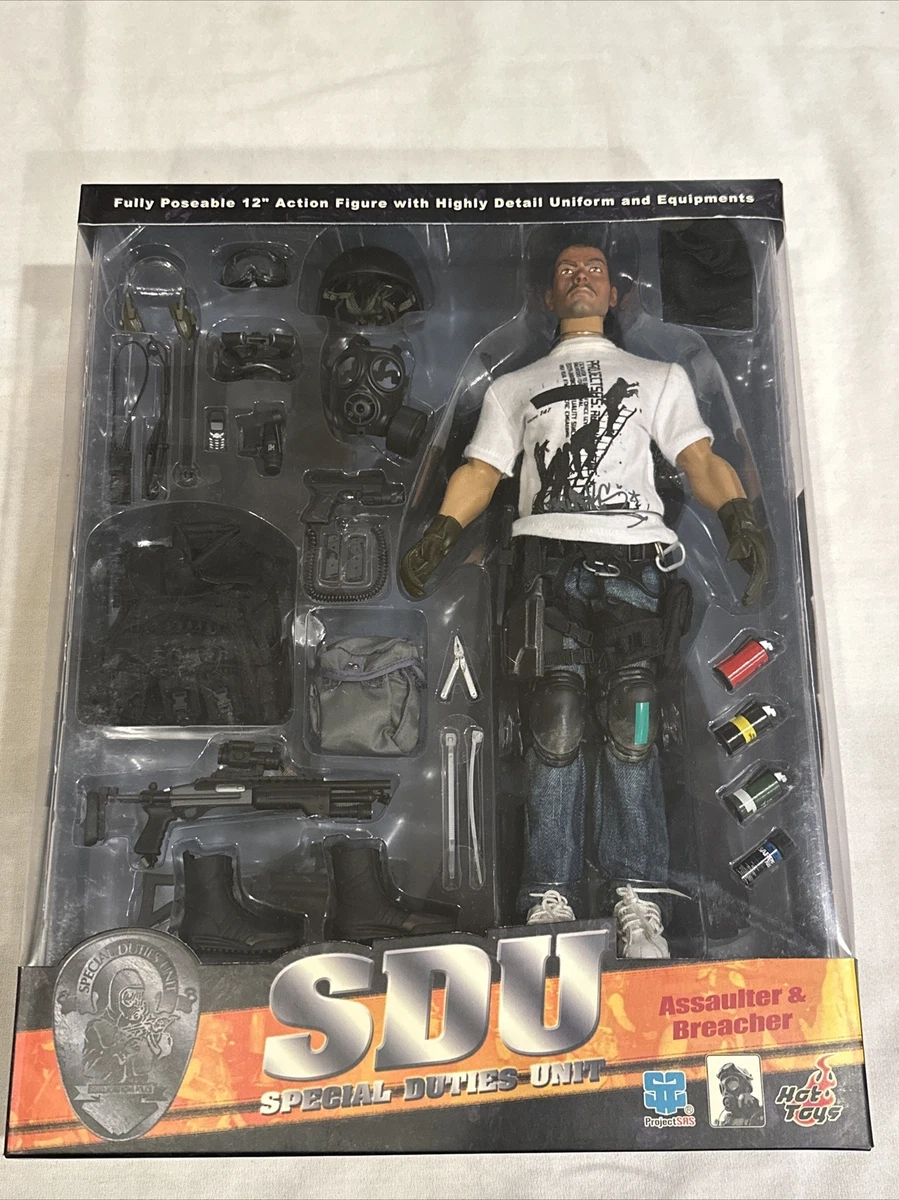 Fully Poseable 12" Action Figure with Highly Detail Uniform and Equipments
PROJECTSAS.
SPECIAL DUTIES UNIT
SDU
SPECIAL DUTIES UNIT
Assaulter &
Breacher
ProjectSAS®
Hot
Toys